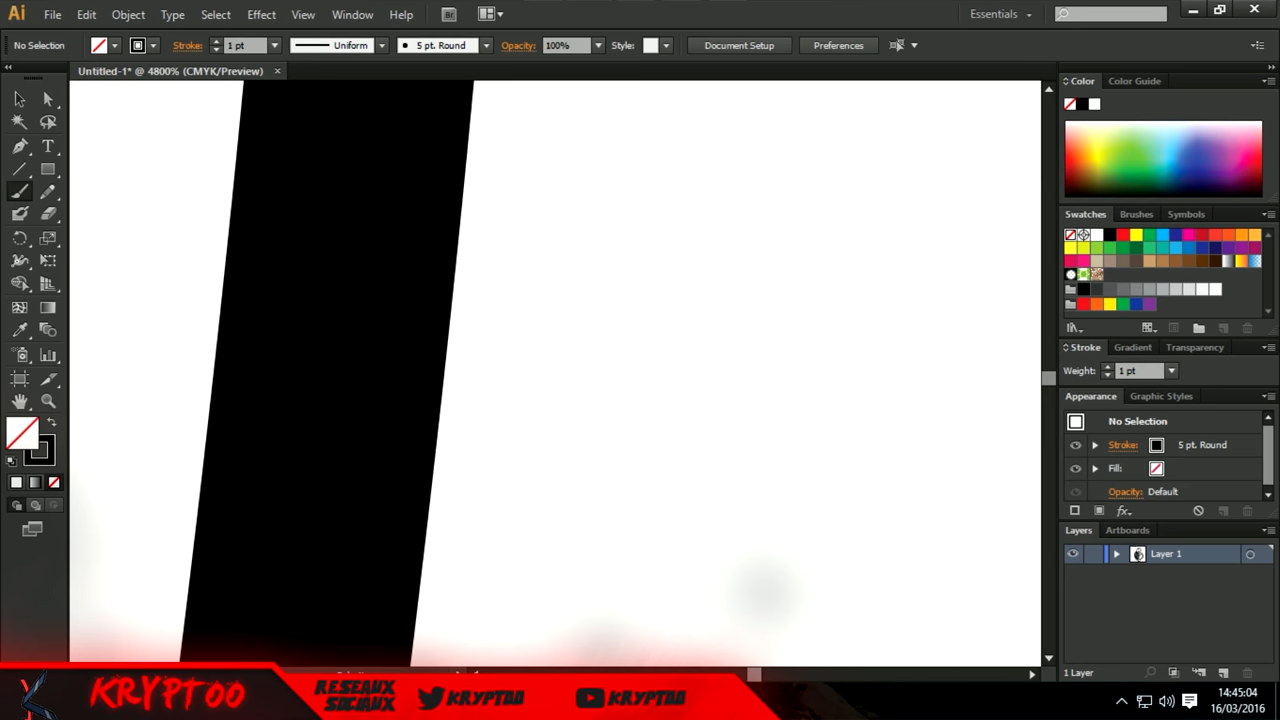 Ai File Edit Object Type Select Effect View Window Help Br Essentials
No Selection Stroke: 1 pt Uniform 5 pt. Round Opacity: 100% Style: Document Setup Preferences
Untitled-1* @ 4800% (CMYK/Preview) ×
Color Color Guide
Swatches Brushes Symbols
Stroke Gradient Transparency
Weight: 1 pt
Appearance Graphic Styles
No Selection
Stroke: 5 pt. Round
Fill:
Opacity: Default
fx
Layers Artboards
Layer 1
1 Layer
KRYPTOO
RESEAUX
SOCIAUX
KRYPTOO
KRYPTOO
14:45:04
16/03/2016